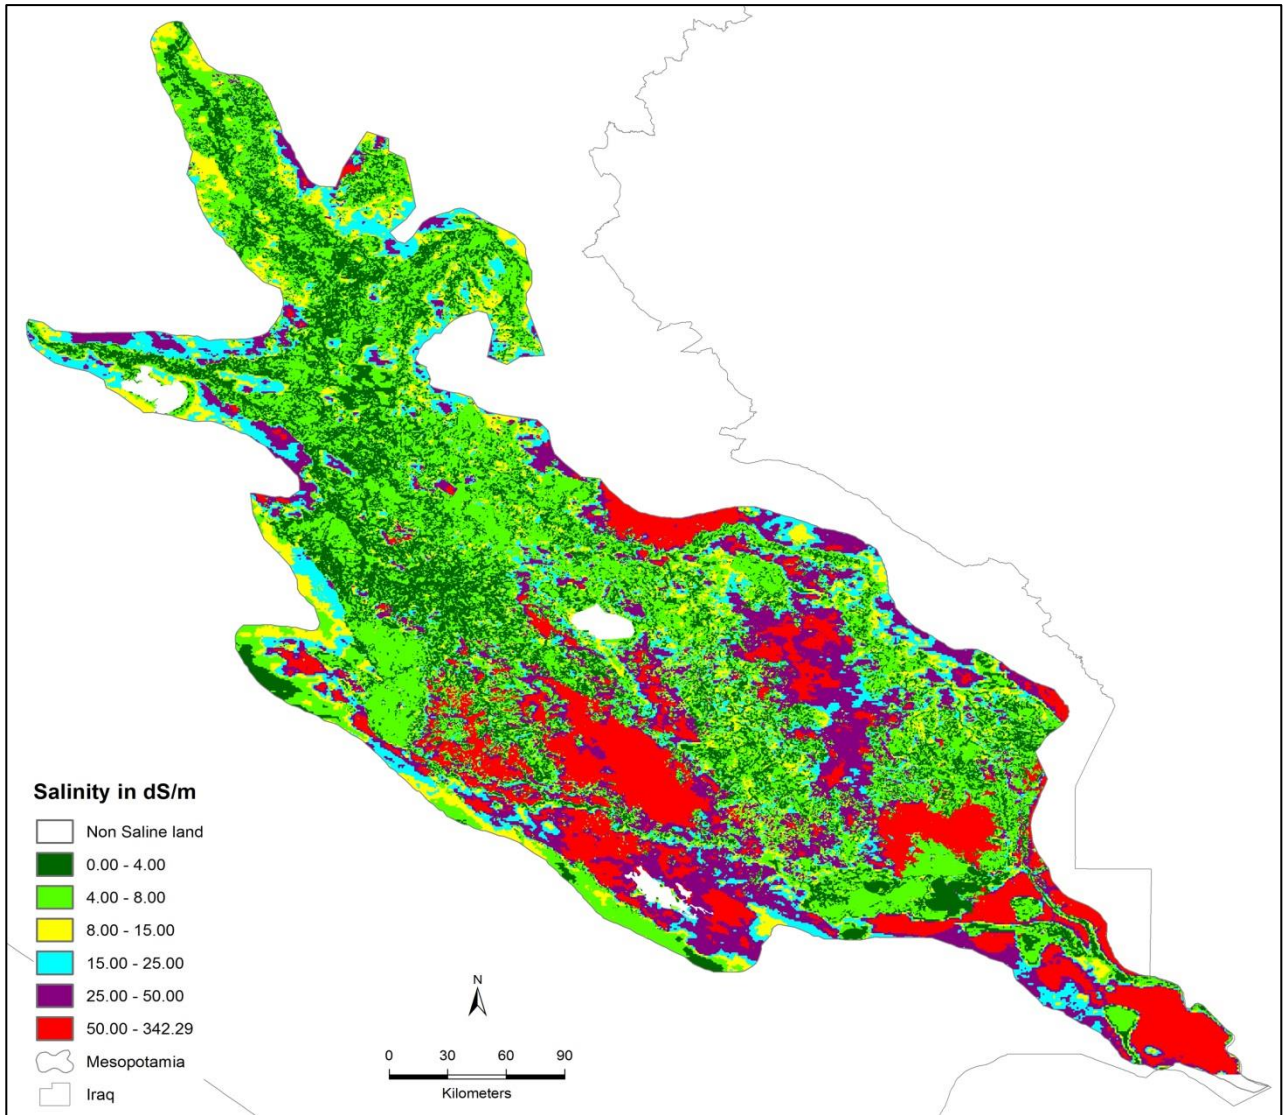 Salinity in dS/m
Non Saline land
0.00 - 4.00
4.00 - 8.00
8.00 - 15.00
15.00 - 25.00
25.00 - 50.00
50.00 - 342.29
Mesopotamia
Iraq
N
0 30 60 90
Kilometers